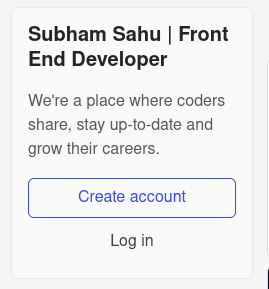 Subham Sahu | Front
End Developer
We're a place where coders
share, stay up-to-date and
grow their careers.
Create account
Log in